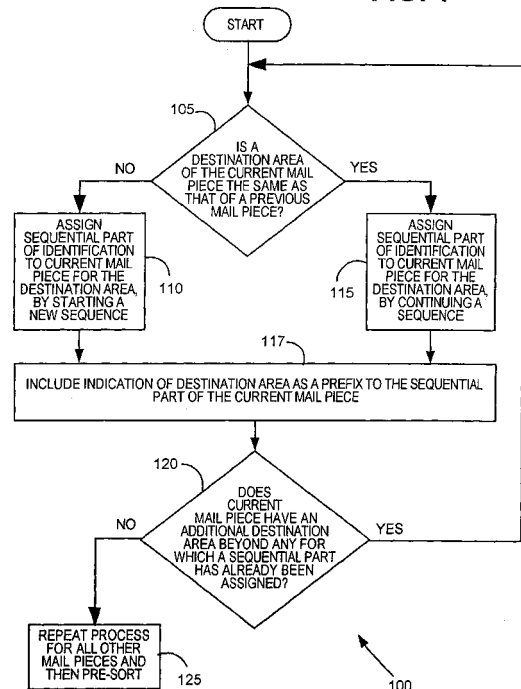 START
105
IS A
DESTINATION AREA
OF THE CURRENT MAIL
PIECE THE SAME AS
THAT OF A PREVIOUS
MAIL PIECE?
NO
YES
ASSIGN
SEQUENTIAL PART
OF IDENTIFICATION
TO CURRENT MAIL
PIECE FOR THE
DESTINATION AREA,
BY STARTING A
NEW SEQUENCE
110
ASSIGN
SEQUENTIAL PART
OF IDENTIFICATION
TO CURRENT MAIL
PIECE FOR THE
DESTINATION AREA,
BY CONTINUING A
SEQUENCE
115
117
INCLUDE INDICATION OF DESTINATION AREA AS A PREFIX TO THE SEQUENTIAL
PART OF THE CURRENT MAIL PIECE
120
DOES
CURRENT
MAIL PIECE HAVE AN
ADDITIONAL DESTINATION
AREA BEYOND ANY FOR
WHICH A SEQUENTIAL PART
HAS ALREADY BEEN
ASSIGNED?
NO
YES
REPEAT PROCESS
FOR ALL OTHER
MAIL PIECES AND
THEN PRE-SORT
125
100